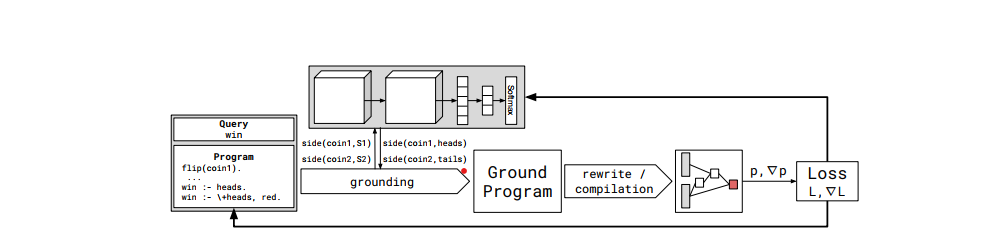 Softmax
Query
win
Program
flip(coin1).
...
win :- heads.
win :- \+heads, red.
side(coin1,S1)
side(coin2,S2)
side(coin1,heads)
side(coin2,tails)
grounding
Ground
Program
rewrite /
compilation
p,∇p
Loss
L,∇L